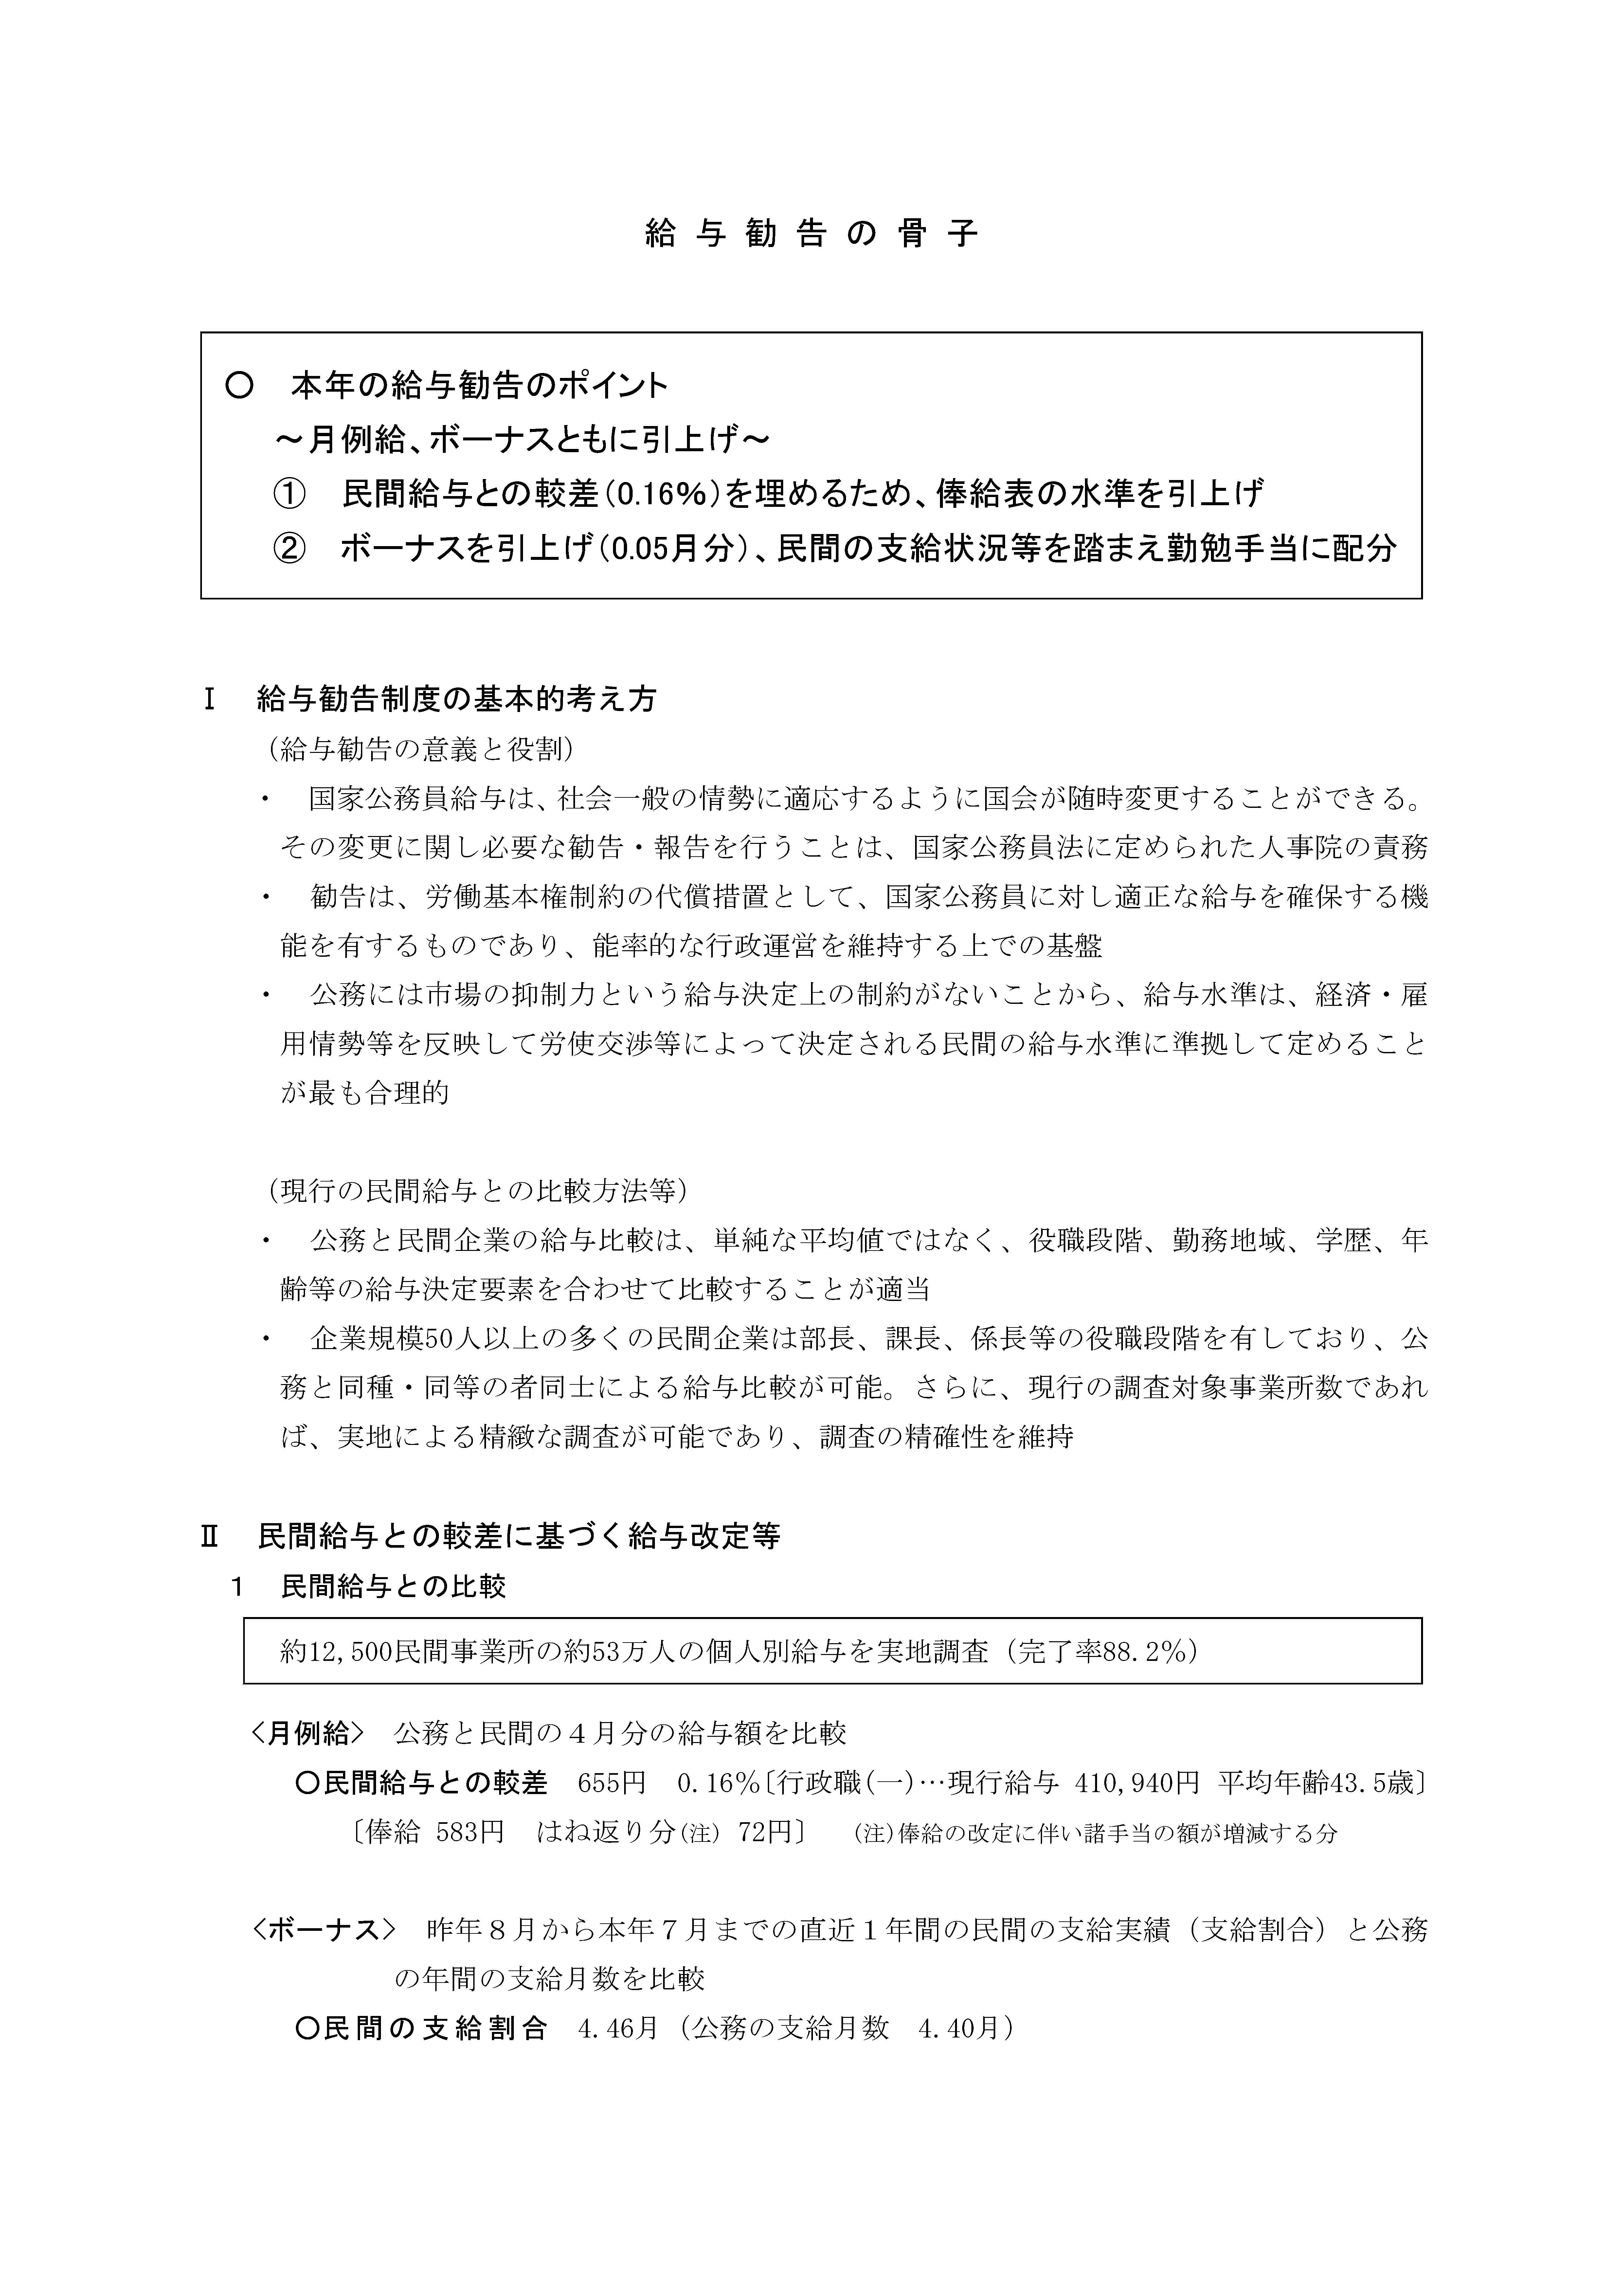 給与勧告の骨子
○　本年の給与勧告のポイント
～月例給、ボーナスともに引上げ～
①　民間給与との較差(0.16%)を埋めるため、俸給表の水準を引上げ
②　ボーナスを引上げ(0.05月分)、民間の支給状況等を踏まえ勤勉手当に配分
Ⅰ　給与勧告制度の基本的考え方
（給与勧告の意義と役割）
・　国家公務員給与は、社会一般の情勢に適応するように国会が随時変更することができる。
その変更に関し必要な勧告・報告を行うことは、国家公務員法に定められた人事院の責務
・　勧告は、労働基本権制約の代償措置として、国家公務員に対し適正な給与を確保する機
能を有するものであり、能率的な行政運営を維持する上での基盤
・　公務には市場の抑制力という給与決定上の制約がないことから、給与水準は、経済・雇
用情勢等を反映して労使交渉等によって決定される民間の給与水準に準拠して定めること
が最も合理的
（現行の民間給与との比較方法等）
・　公務と民間企業の給与比較は、単純な平均値ではなく、役職段階、勤務地域、学歴、年
齢等の給与決定要素を合わせて比較することが適当
・　企業規模50人以上の多くの民間企業は部長、課長、係長等の役職段階を有しており、公
務と同種・同等の者同士による給与比較が可能。さらに、現行の調査対象事業所数であれ
ば、実地による精緻な調査が可能であり、調査の精確性を維持
Ⅱ　民間給与との較差に基づく給与改定等
１　民間給与との比較
約12,500民間事業所の約53万人の個人別給与を実地調査（完了率88.2%）
〈月例給〉　公務と民間の４月分の給与額を比較
○民間給与との較差　655円　0.16%〔行政職(一)…現行給与 410,940円 平均年齢43.5歳〕
〔俸給 583円　はね返り分(注) 72円〕　(注)俸給の改定に伴い諸手当の額が増減する分
〈ボーナス〉　昨年８月から本年７月までの直近１年間の民間の支給実績（支給割合）と公務
の年間の支給月数を比較
○民間の支給割合　4.46月（公務の支給月数　4.40月）